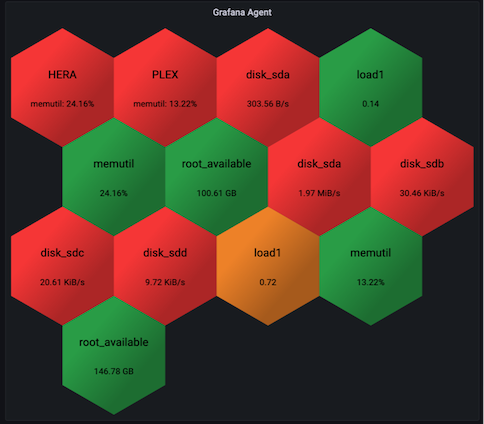 Grafana Agent
HERA
memutil: 24.16%
PLEX
memutil: 13.22%
disk_sda
303.56 B/s
load1
0.14
memutil
24.16%
root_available
100.61 GB
disk_sda
1.97 MiB/s
disk_sdb
30.46 KiB/s
disk_sdc
20.61 KiB/s
disk_sdd
9.72 KiB/s
load1
0.72
memutil
13.22%
root_available
146.78 GB